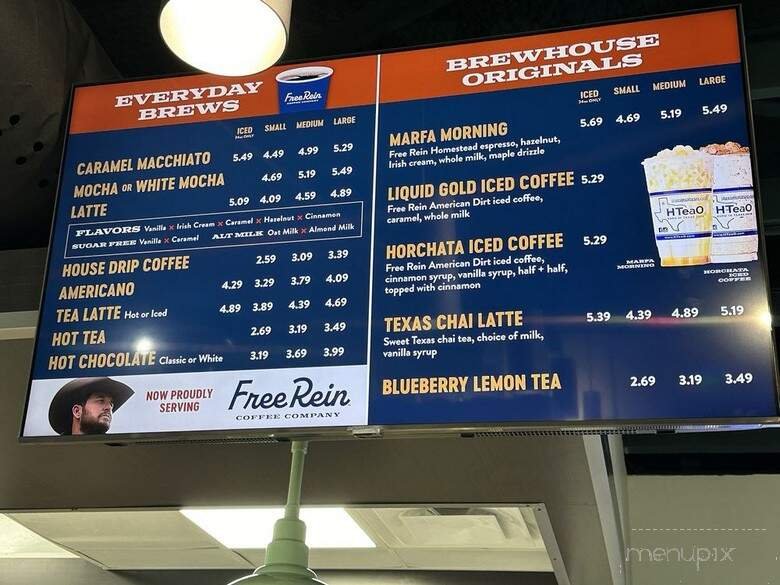 EVERYDAY
BREWS
Free Rein
COFFEE COMPANY
ICED
24oz ONLY
SMALL
MEDIUM
LARGE
CARAMEL MACCHIATO 5.49 4.49 4.99 5.29
MOCHA OR WHITE MOCHA 4.69 5.19 5.49
LATTE 5.09 4.09 4.59 4.89
FLAVORS Vanilla x Irish Cream x Caramel x Hazelnut x Cinnamon
SUGAR FREE Vanilla x Caramel ALT MILK Oat Milk x Almond Milk
HOUSE DRIP COFFEE 2.59 3.09 3.39
AMERICANO 4.29 3.29 3.79 4.09
TEA LATTE Hot or Iced 4.89 3.89 4.39 4.69
HOT TEA 2.69 3.19 3.49
HOT CHOCOLATE Classic or White 3.19 3.69 3.99
NOW PROUDLY
SERVING
Free Rein
COFFEE COMPANY
BREWHOUSE
ORIGINALS
ICED
24oz ONLY
SMALL
MEDIUM
LARGE
MARFA MORNING 5.69 4.69 5.19 5.49
Free Rein Homestead espresso, hazelnut,
Irish cream, whole milk, maple drizzle
LIQUID GOLD ICED COFFEE 5.29
Free Rein American Dirt iced coffee,
caramel, whole milk
HORCHATA ICED COFFEE 5.29
Free Rein American Dirt iced coffee,
cinnamon syrup, vanilla syrup, half + half,
topped with cinnamon
HTeaO
HTeaO
MARFA
MORNING
HORCHATA
ICED
COFFEE
TEXAS CHAI LATTE 5.39 4.39 4.89 5.19
Sweet Texas chai tea, choice of milk,
vanilla syrup
BLUEBERRY LEMON TEA 2.69 3.19 3.49
menupix